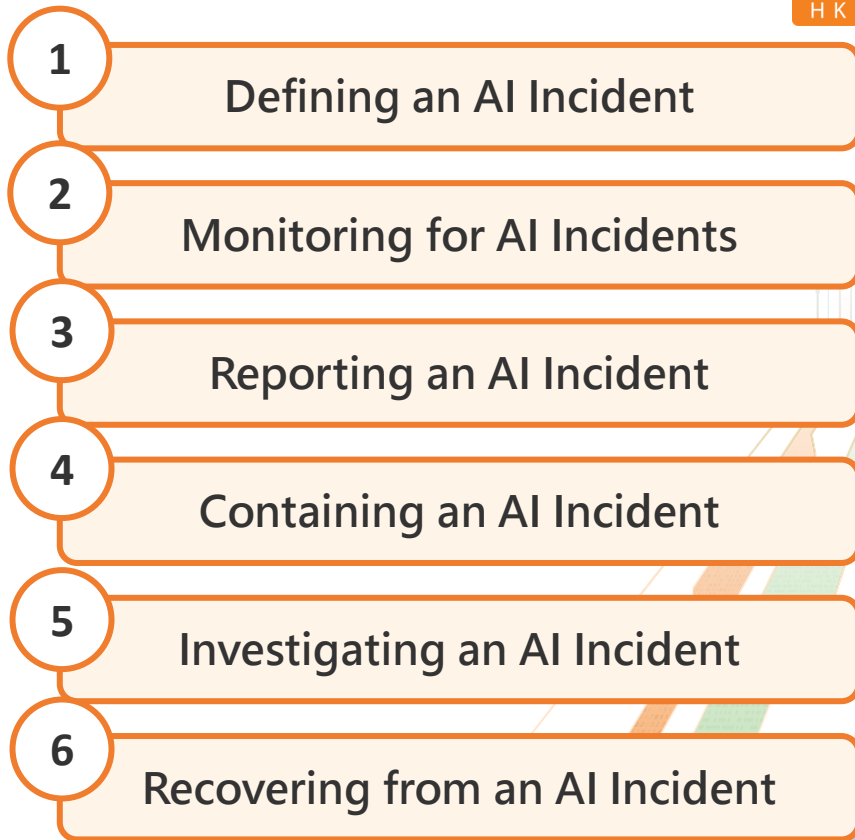 H K
1
Defining an AI Incident
2
Monitoring for AI Incidents
3
Reporting an AI Incident
4
Containing an AI Incident
5
Investigating an AI Incident
6
Recovering from an AI Incident